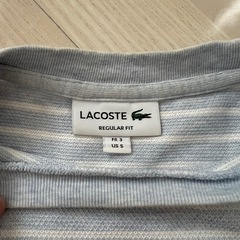 LACOSTE
REGULAR FIT
FR. 3
US S